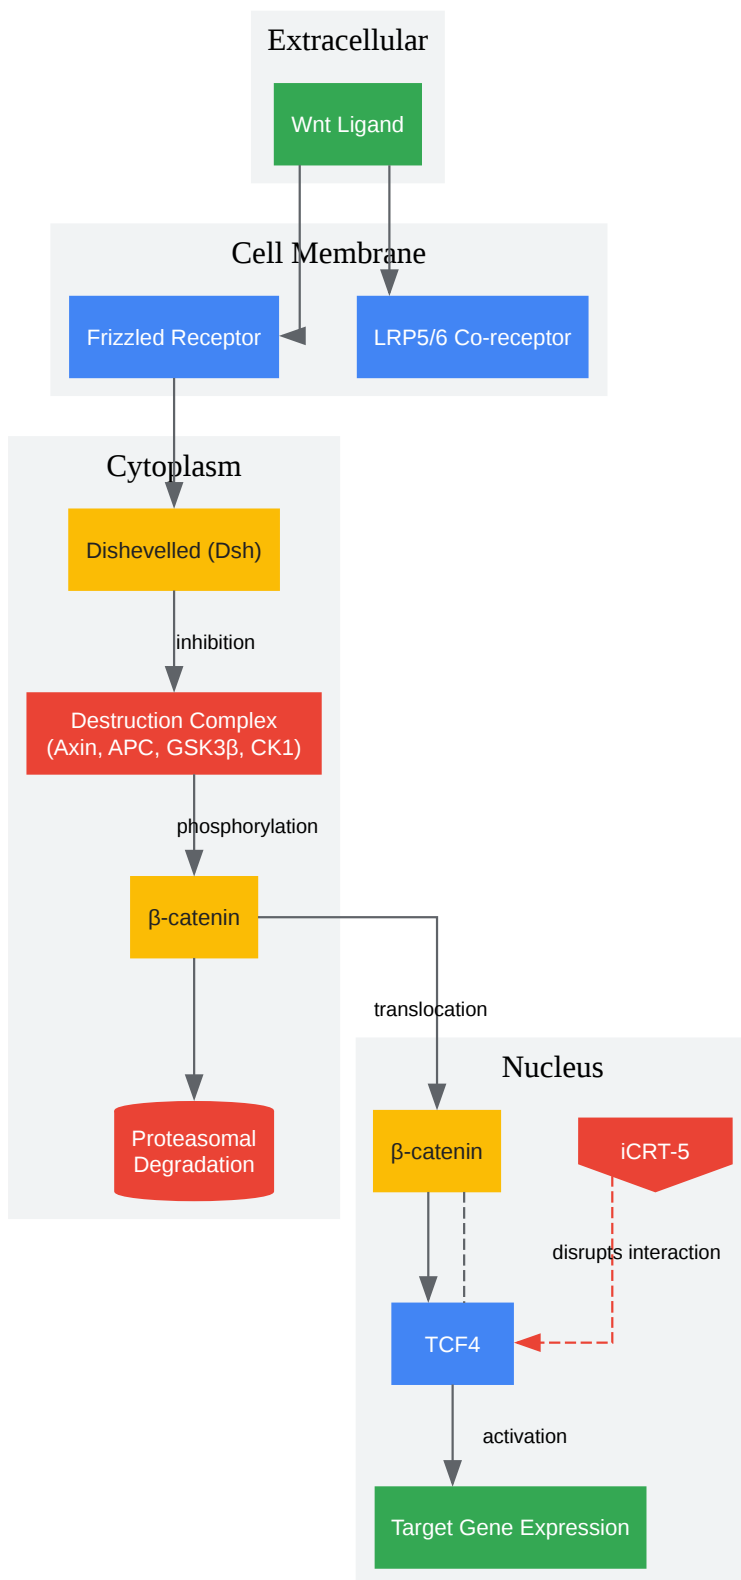 Extracellular
Wnt Ligand
Cell Membrane
Frizzled Receptor
LRP5/6 Co-receptor
Cytoplasm
Dishevelled (Dsh)
inhibition
Destruction Complex
(Axin, APC, GSK3β, CK1)
phosphorylation
β-catenin
translocation
Nucleus
Proteasomal
Degradation
β-catenin
iCRT-5
disrupts interaction
TCF4
activation
Target Gene Expression